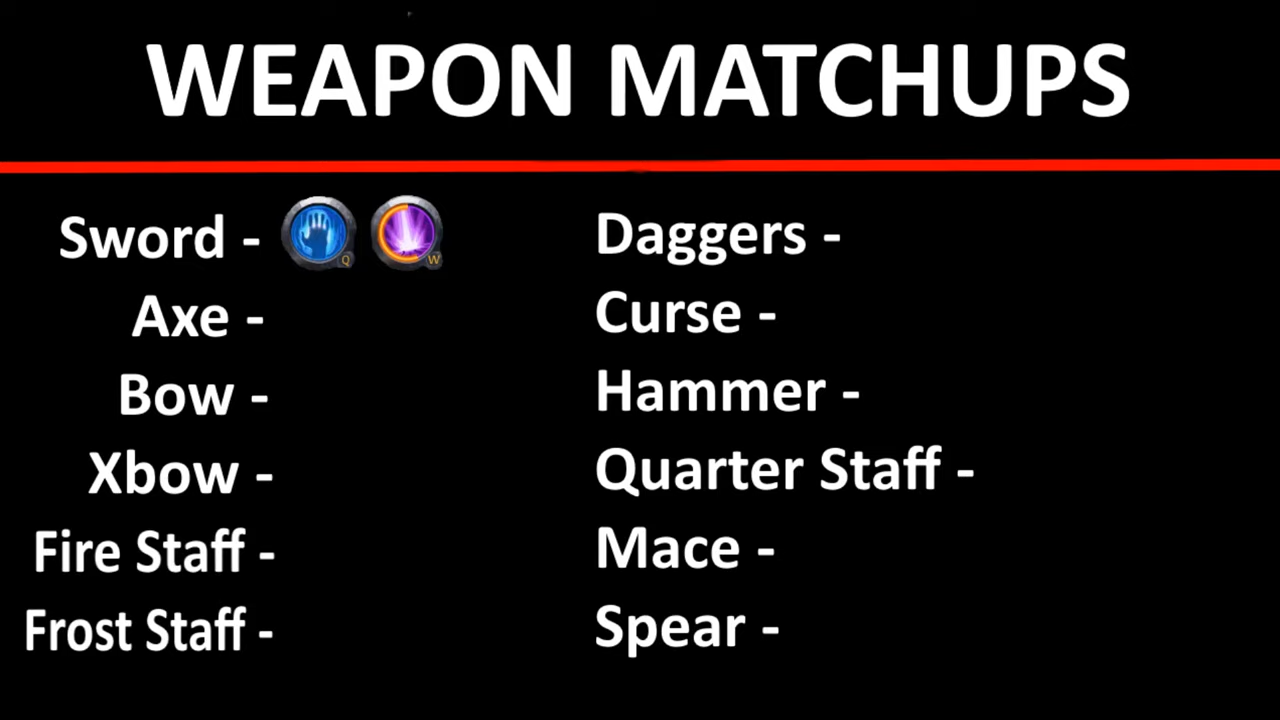 WEAPON MATCHUPS
Sword - Q W
Axe -
Bow -
Xbow -
Fire Staff -
Frost Staff -
Daggers -
Curse -
Hammer -
Quarter Staff -
Mace -
Spear -